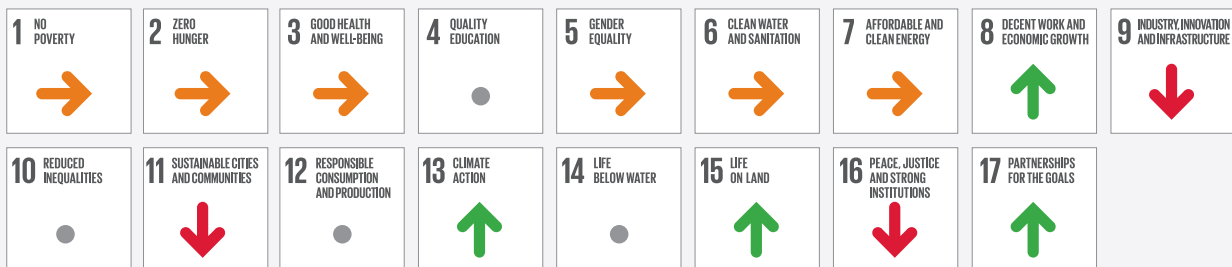 1 NO
POVERTY
2 ZERO
HUNGER
3 GOOD HEALTH
AND WELL-BEING
4 QUALITY
EDUCATION
5 GENDER
EQUALITY
6 CLEAN WATER
AND SANITATION
7 AFFORDABLE AND
CLEAN ENERGY
8 DECENT WORK AND
ECONOMIC GROWTH
9 INDUSTRY, INNOVATION
AND INFRASTRUCTURE
10 REDUCED
INEQUALITIES
11 SUSTAINABLE CITIES
AND COMMUNITIES
12 RESPONSIBLE
CONSUMPTION
AND PRODUCTION
13 CLIMATE
ACTION
14 LIFE
BELOW WATER
15 LIFE
ON LAND
16 PEACE, JUSTICE
AND STRONG
INSTITUTIONS
17 PARTNERSHIPS
FOR THE GOALS